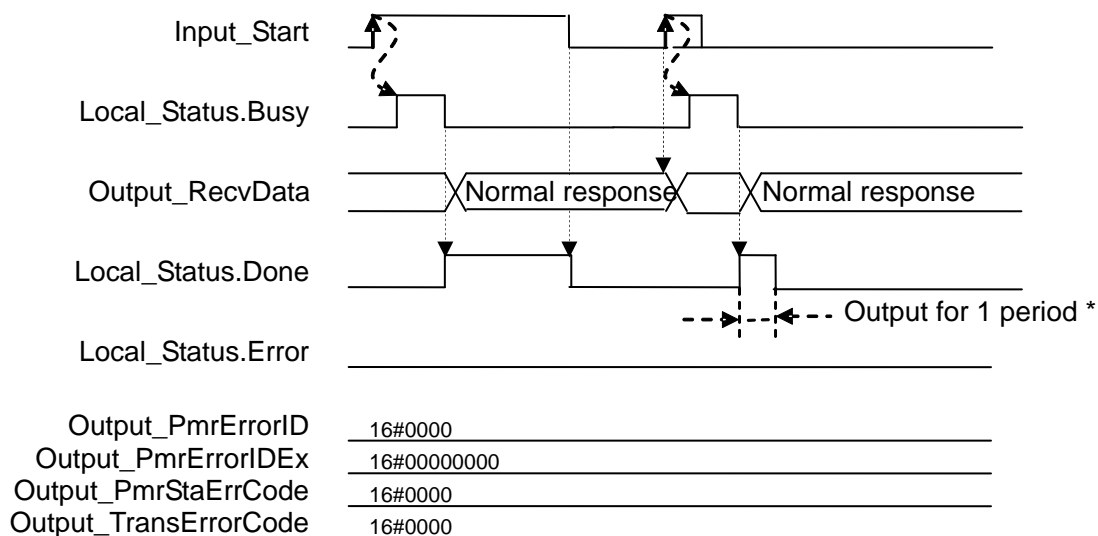 Input_Start
Local_Status.Busy
Output_RecvData Normal response Normal response
Local_Status.Done
Output for 1 period *
Local_Status.Error
Output_PmrErrorID 16#0000
Output_PmrErrorIDEx 16#00000000
Output_PmrStaErrCode 16#0000
Output_TransErrorCode 16#0000